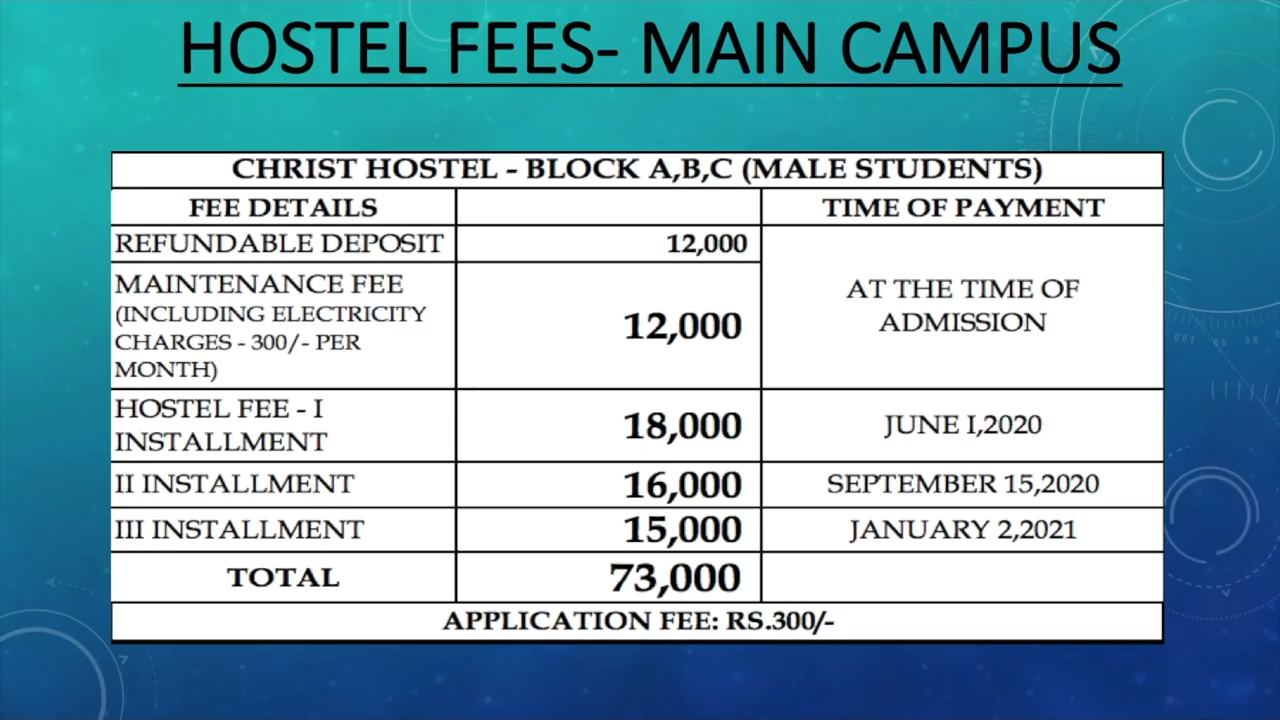 HOSTEL FEES- MAIN CAMPUS
CHRIST HOSTEL - BLOCK A,B,C (MALE STUDENTS)
FEE DETAILS
TIME OF PAYMENT
REFUNDABLE DEPOSIT
12,000
AT THE TIME OF
ADMISSION
MAINTENANCE FEE
(INCLUDING ELECTRICITY
CHARGES - 300/- PER
MONTH)
12,000
HOSTEL FEE - I
INSTALLMENT
18,000
JUNE I,2020
II INSTALLMENT
16,000
SEPTEMBER 15,2020
III INSTALLMENT
15,000
JANUARY 2,2021
TOTAL
73,000
APPLICATION FEE: RS.300/-